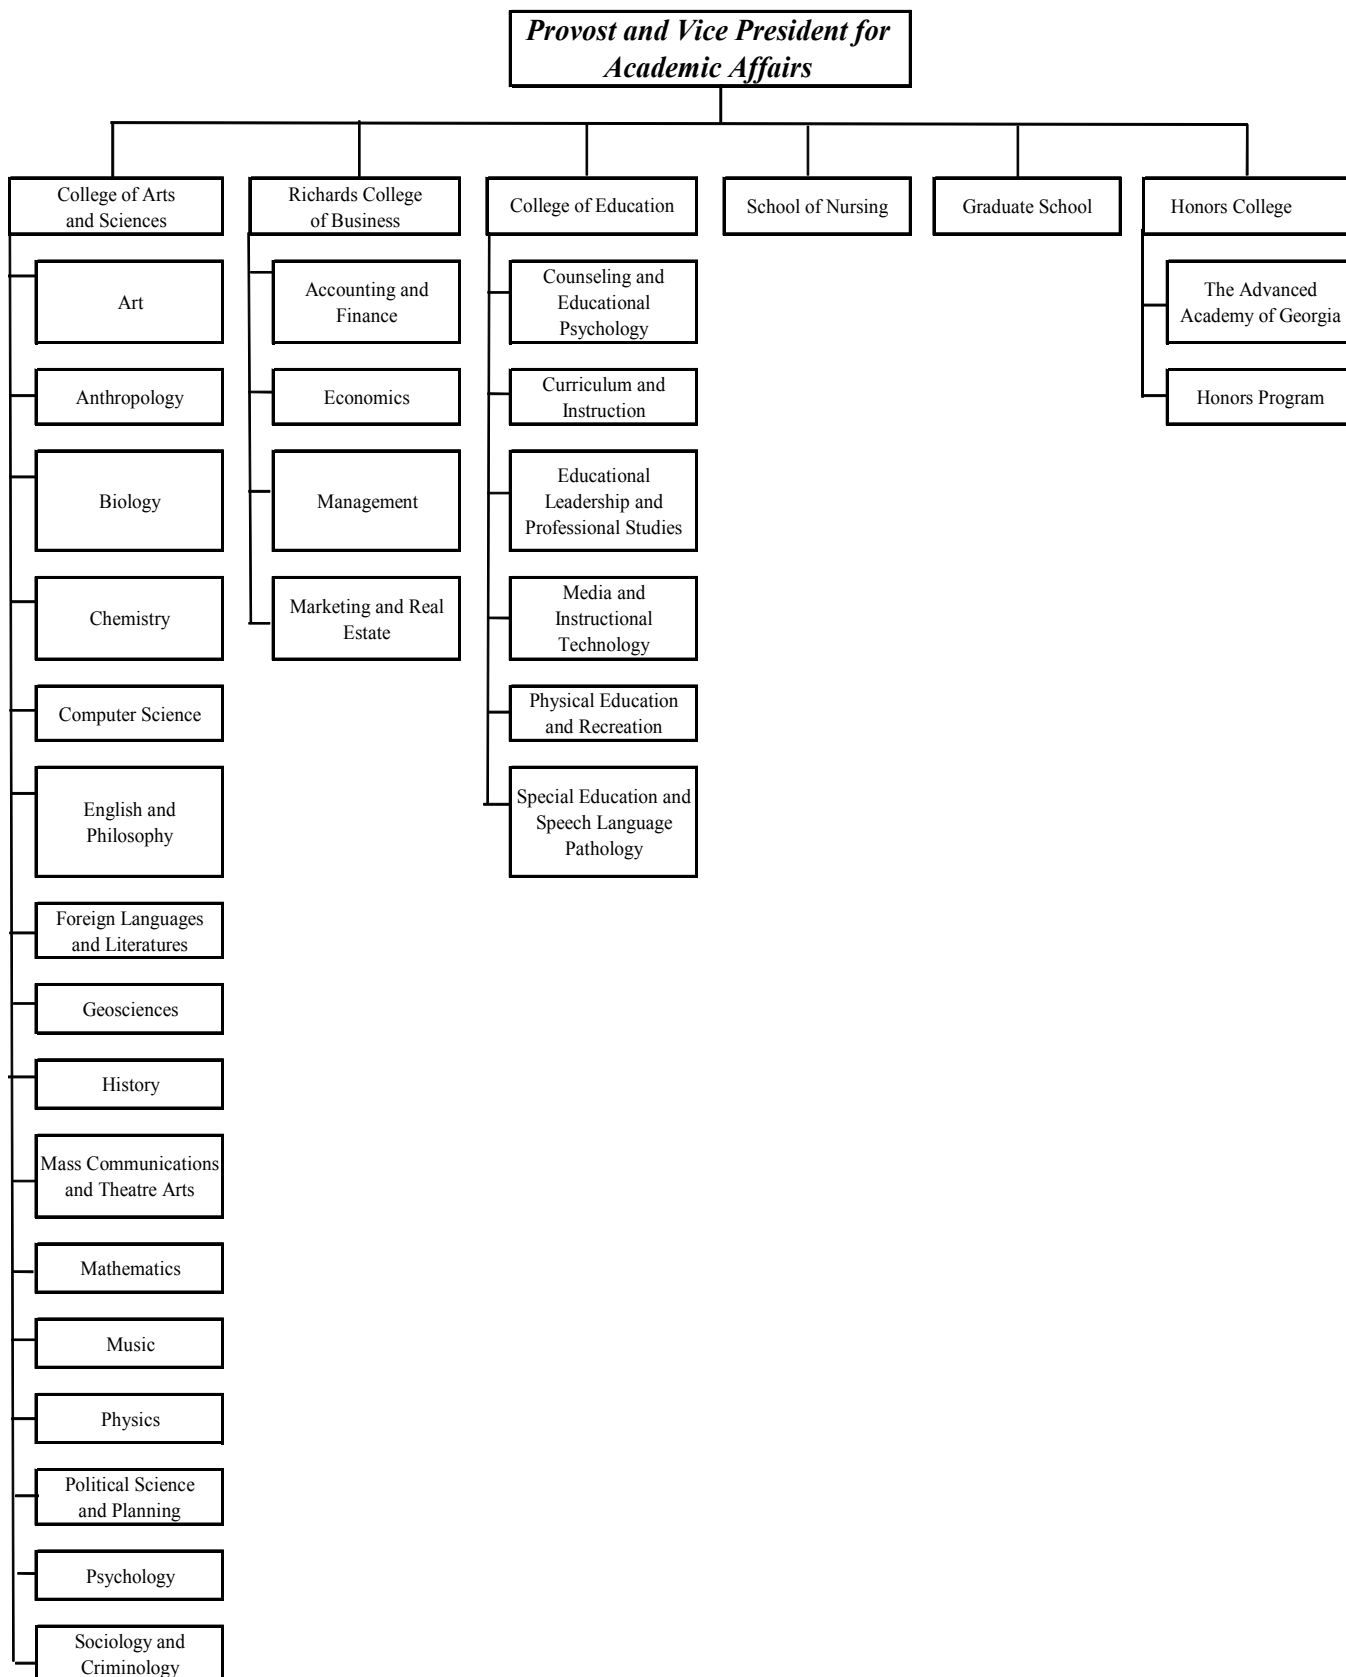 Provost and Vice President for
Academic Affairs
College of Arts
and Sciences
Richards College
of Business
College of Education
School of Nursing
Graduate School
Honors College
Art
Anthropology
Biology
Chemistry
Computer Science
English and
Philosophy
Foreign Languages
and Literatures
Geosciences
History
Mass Communications
and Theatre Arts
Mathematics
Music
Physics
Political Science
and Planning
Psychology
Sociology and
Criminology
Accounting and
Finance
Economics
Management
Marketing and Real
Estate
Counseling and
Educational
Psychology
Curriculum and
Instruction
Educational
Leadership and
Professional Studies
Media and
Instructional
Technology
Physical Education
and Recreation
Special Education and
Speech Language
Pathology
The Advanced
Academy of Georgia
Honors Program